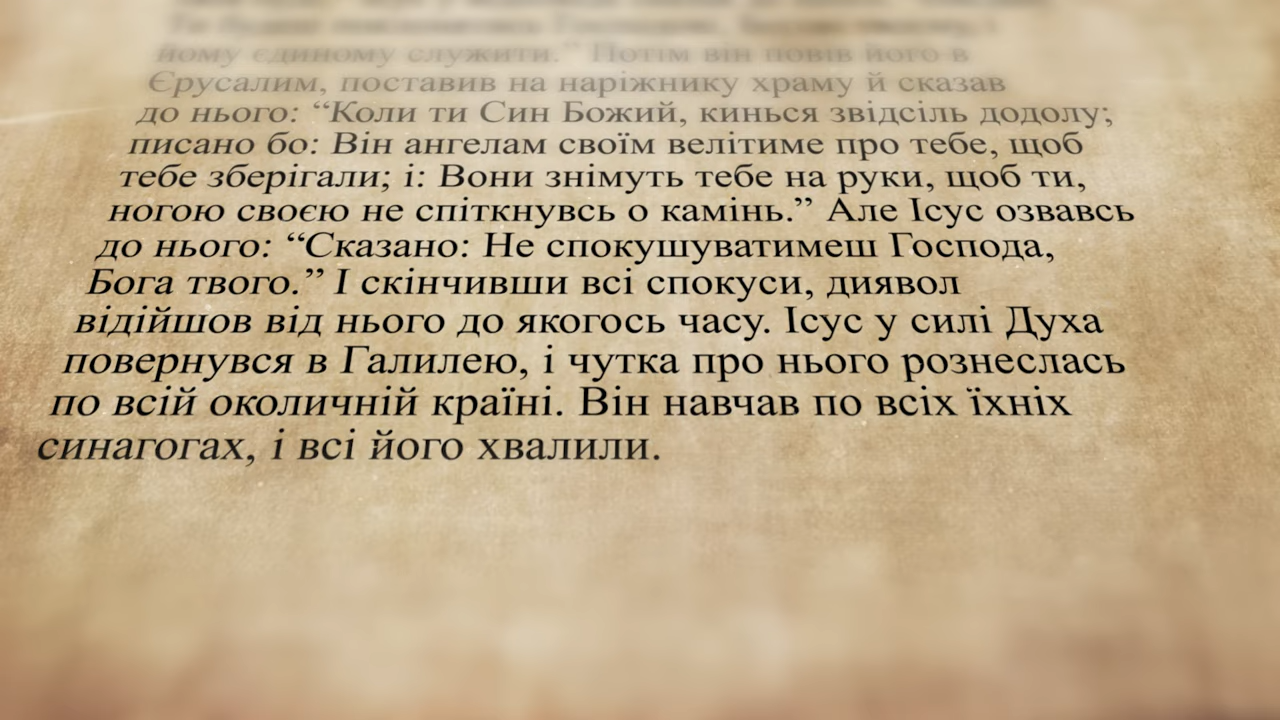 йому єдиному служити.” Потім він повів його в
Єрусалим, поставив на наріжнику храму й сказав
до нього: “Коли ти Син Божий, кинься звідсіль додолу;
писано бо: Він ангелам своїм велітиме про тебе, щоб
тебе зберігали; і: Вони знімуть тебе на руки, щоб ти,
ногою своєю не спіткнувсь о камінь.” Але Ісус озвавсь
до нього: “Сказано: Не спокушуватимеш Господа,
Бога твого.” І скінчивши всі спокуси, диявол
відійшов від нього до якогось часу. Ісус у силі Духа
повернувся в Галилею, і чутка про нього рознеслась
по всій околичній країні. Він навчав по всіх їхніх
синагогах, і всі його хвалили.